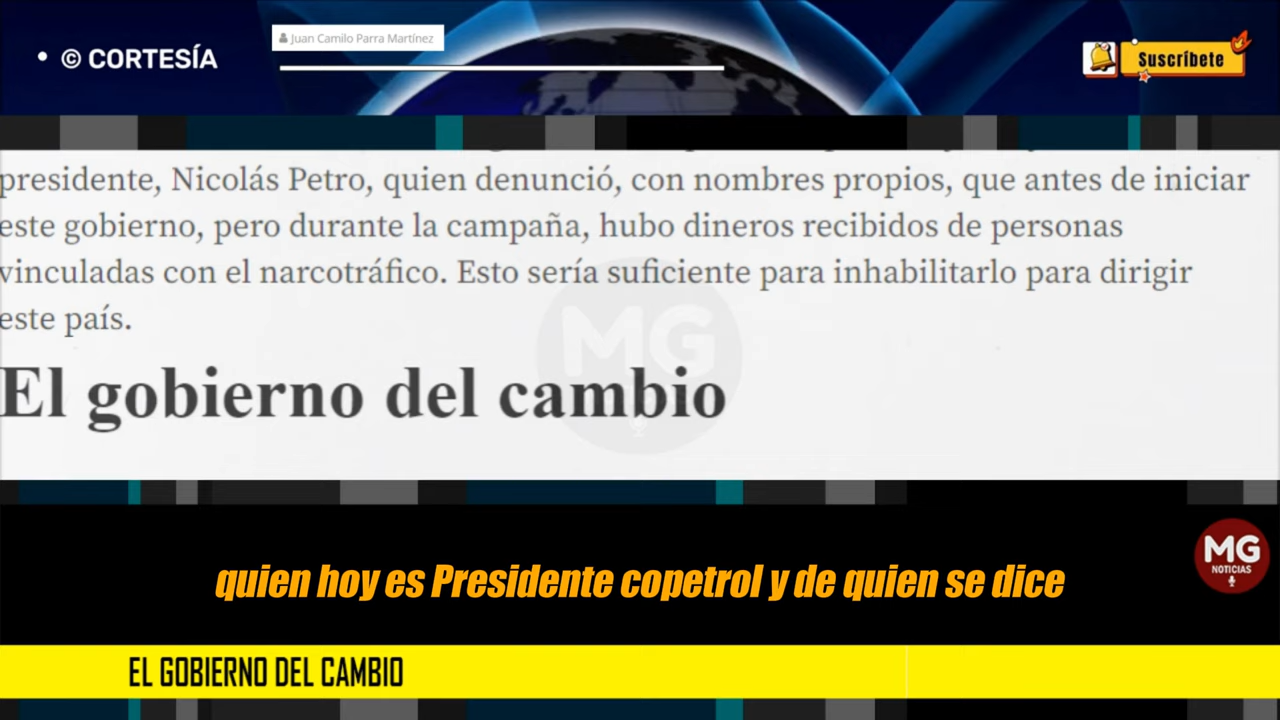 © CORTESÍA
Juan Camilo Parra Martínez
Suscríbete
presidente, Nicolás Petro, quien denunció, con nombres propios, que antes de iniciar
este gobierno, pero durante la campaña, hubo dineros recibidos de personas
vinculadas con el narcotráfico. Esto sería suficiente para inhabilitarlo para dirigir
este país.
MG
El gobierno del cambio
quien hoy es Presidente copetrol y de quien se dice
MG
NOTICIAS
EL GOBIERNO DEL CAMBIO